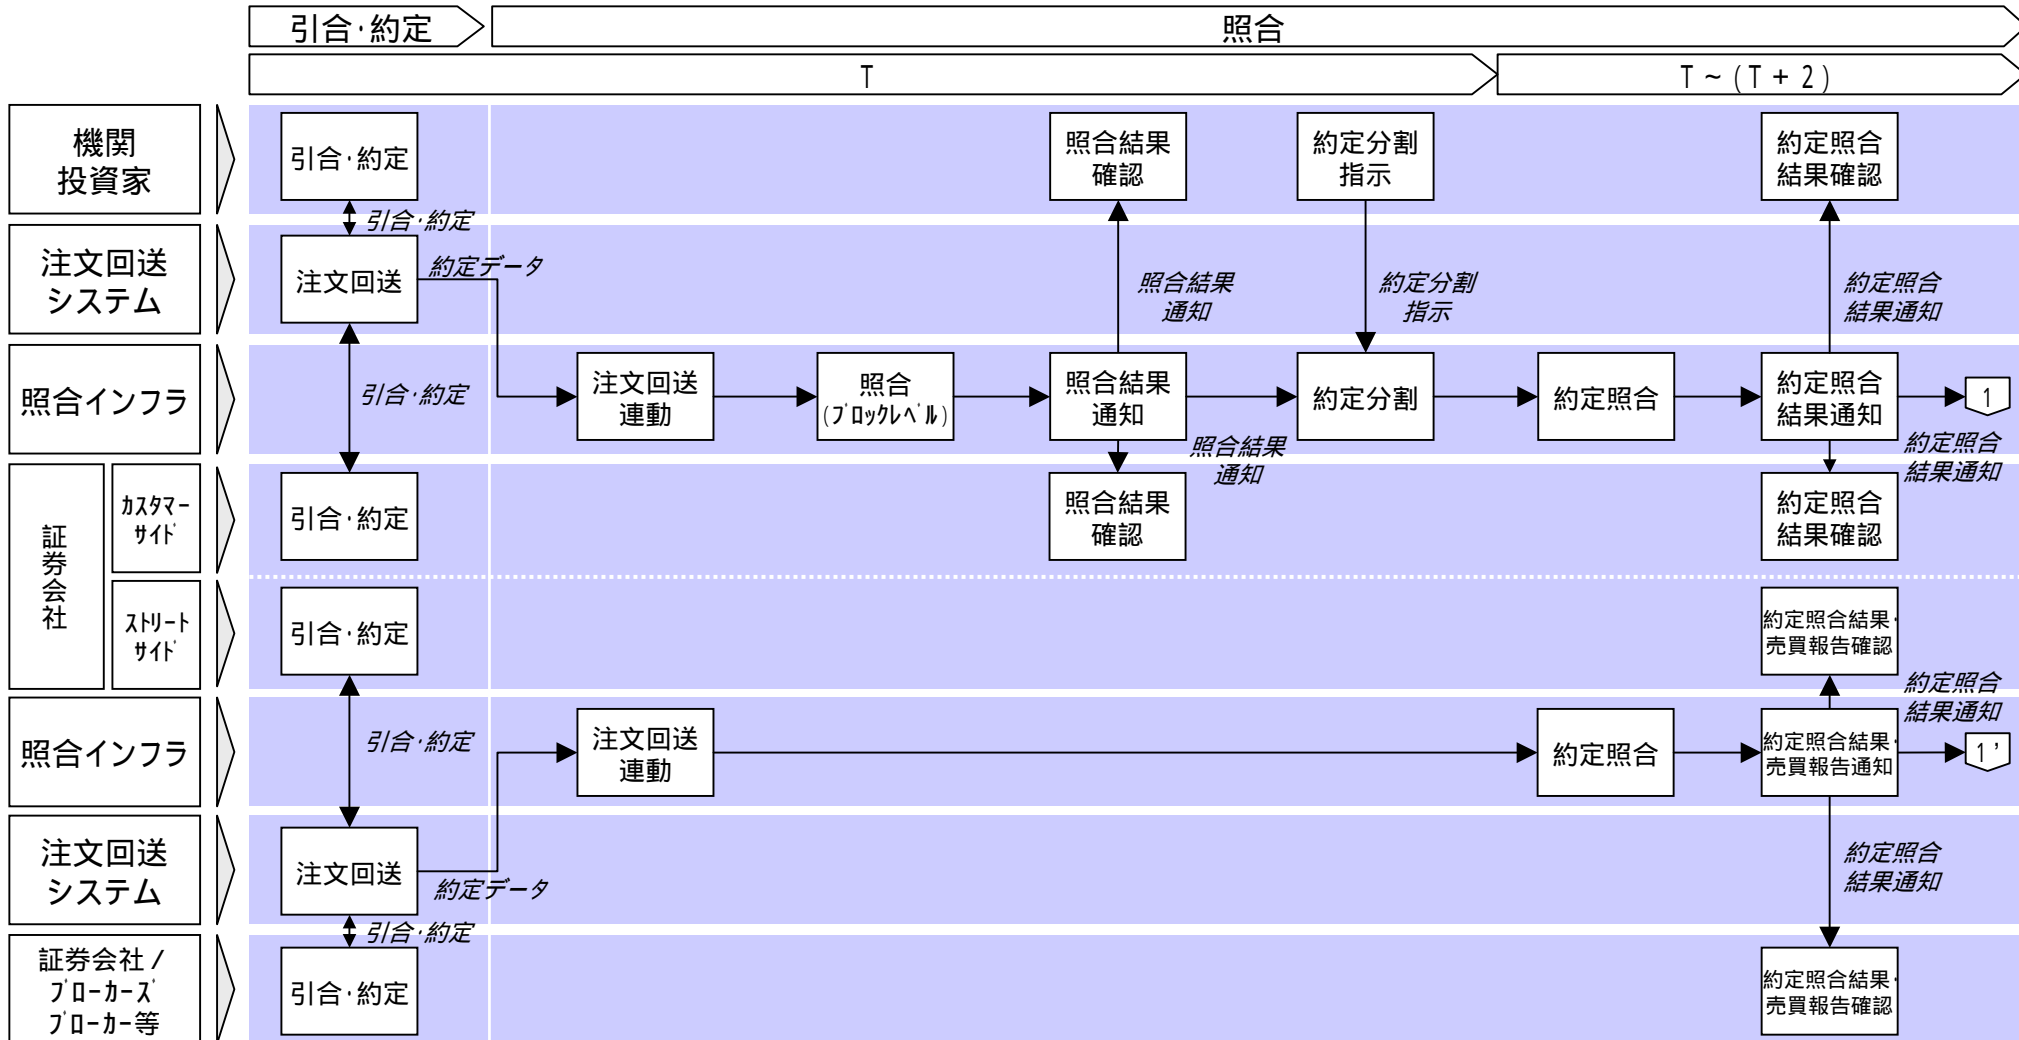 引合・約定
照合
T
T ~ ( T + 2 )
機関
投資家
引合・約定
照合結果
確認
約定分割
指示
約定照合
結果確認
引合・約定
注文回送
システム
注文回送
約定データ
照合結果
通知
約定分割
指示
約定照合
結果通知
照合インフラ
引合・約定
注文回送
連動
照合
(ブロックレベル)
照合結果
通知
約定分割
約定照合
約定照合
結果通知
1
照合結果
通知
約定照合
結果通知
証券会社
カスタマー
サイド
引合・約定
照合結果
確認
約定照合
結果確認
ストリート
サイド
引合・約定
約定照合結果・
売買報告確認
約定照合
結果通知
照合インフラ
引合・約定
注文回送
連動
約定照合
約定照合結果・
売買報告通知
1'
注文回送
システム
注文回送
約定データ
約定照合
結果通知
引合・約定
証券会社/
ブローカーズ
ブローカー等
引合・約定
約定照合結果・
売買報告確認